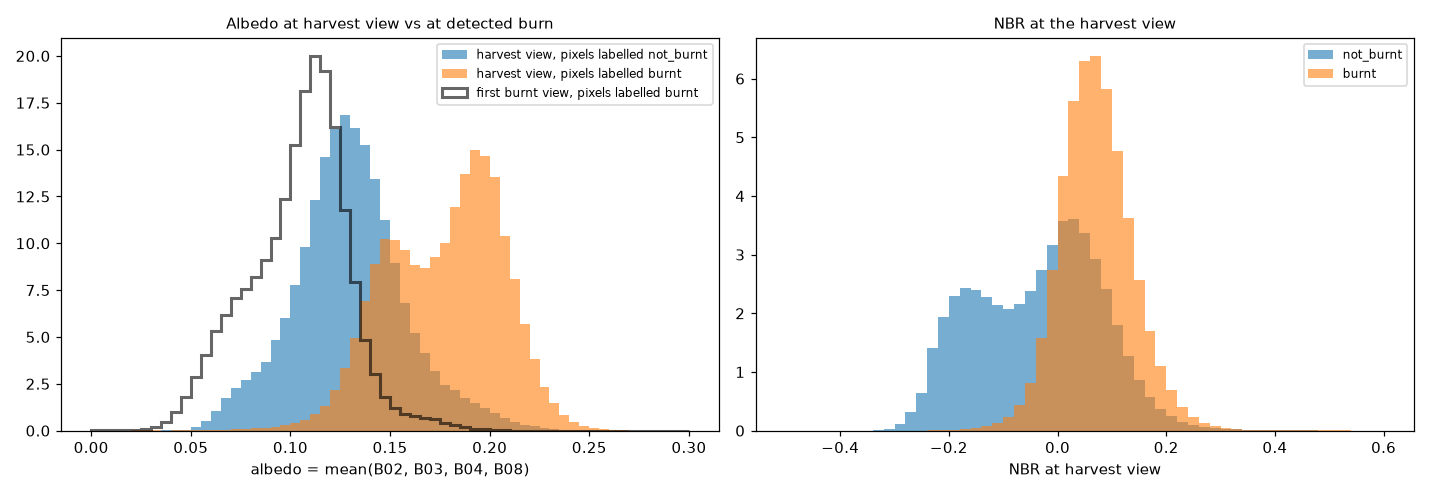 Albedo at harvest view vs at detected burn
20.0
17.5
15.0
12.5
10.0
7.5
5.0
2.5
0.0
harvest view, pixels labelled not_burnt
harvest view, pixels labelled burnt
first burnt view, pixels labelled burnt
0.00 0.05 0.10 0.15 0.20 0.25 0.30
albedo = mean(B02, B03, B04, B08)
NBR at the harvest view
6
5
4
3
2
1
0
not_burnt
burnt
−0.4 −0.2 0.0 0.2 0.4 0.6
NBR at harvest view